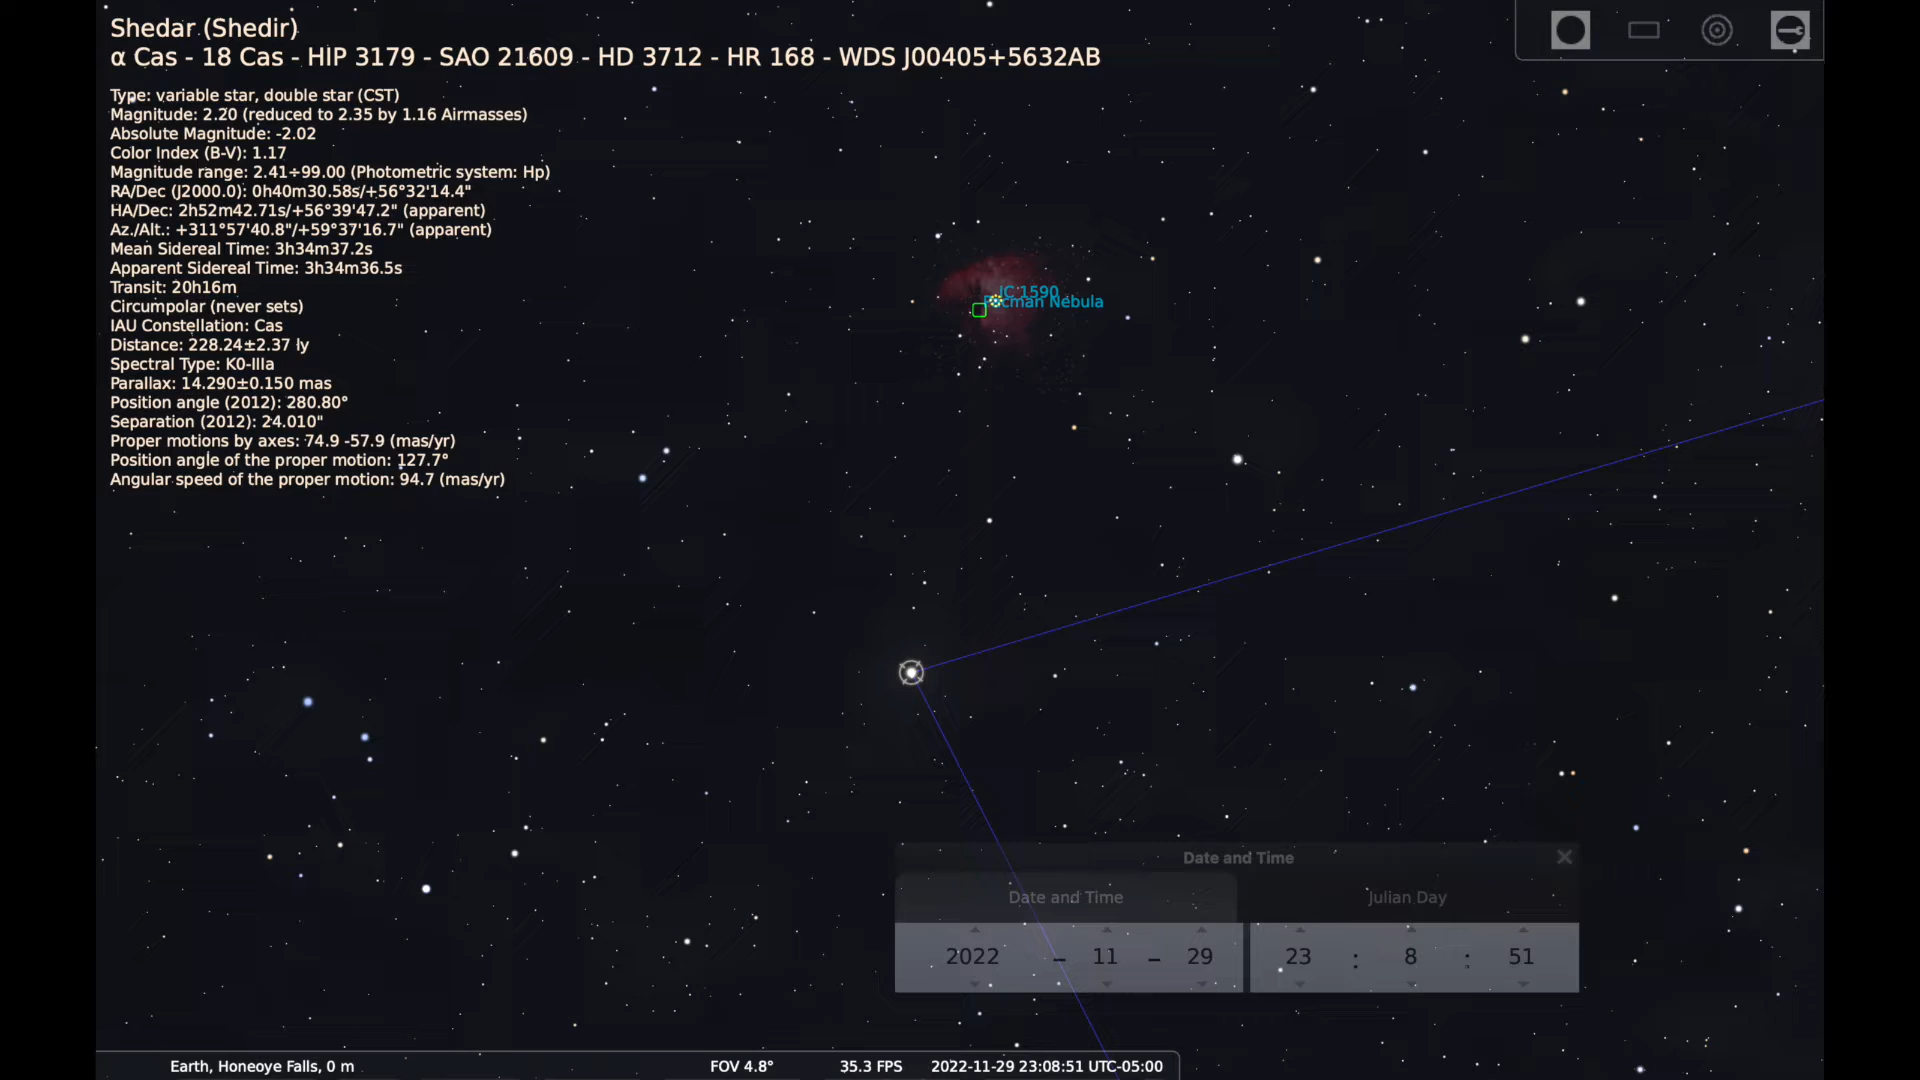 Shedar (Shedir)
α Cas - 18 Cas - HIP 3179 - SAO 21609 - HD 3712 - HR 168 - WDS J00405+5632AB
Type: variable star, double star (CST)
Magnitude: 2.20 (reduced to 2.35 by 1.16 Airmasses)
Absolute Magnitude: -2.02
Color Index (B-V): 1.17
Magnitude range: 2.41÷99.00 (Photometric system: Hp)
RA/Dec (J2000.0): 0h40m30.58s/+56°32'14.4"
HA/Dec: 2h52m42.71s/+56°39'47.2" (apparent)
Az./Alt.: +311°57'40.8"/+59°37'16.7" (apparent)
Mean Sidereal Time: 3h34m37.2s
Apparent Sidereal Time: 3h34m36.5s
Transit: 20h16m
Circumpolar (never sets)
IAU Constellation: Cas
Distance: 228.24±2.37 ly
Spectral Type: K0-IIIa
Parallax: 14.290±0.150 mas
Position angle (2012): 280.80°
Separation (2012): 24.010"
Proper motions by axes: 74.9 -57.9 (mas/yr)
Position angle of the proper motion: 127.7°
Angular speed of the proper motion: 94.7 (mas/yr)
IC 1590
Pacman Nebula
Date and Time
Date and Time Julian Day
2022 - 11 - 29 23 : 8 : 51
Earth, Honeoye Falls, 0 m FOV 4.8° 35.3 FPS 2022-11-29 23:08:51 UTC-05:00